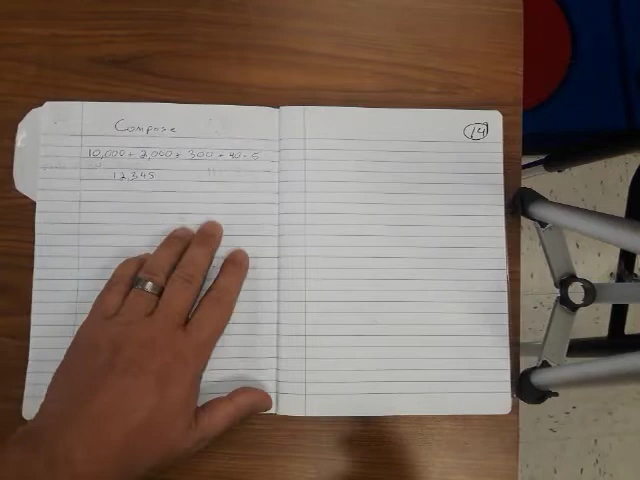 Compose
10,000 + 2,000 + 300 + 40 + 5
12,345
14